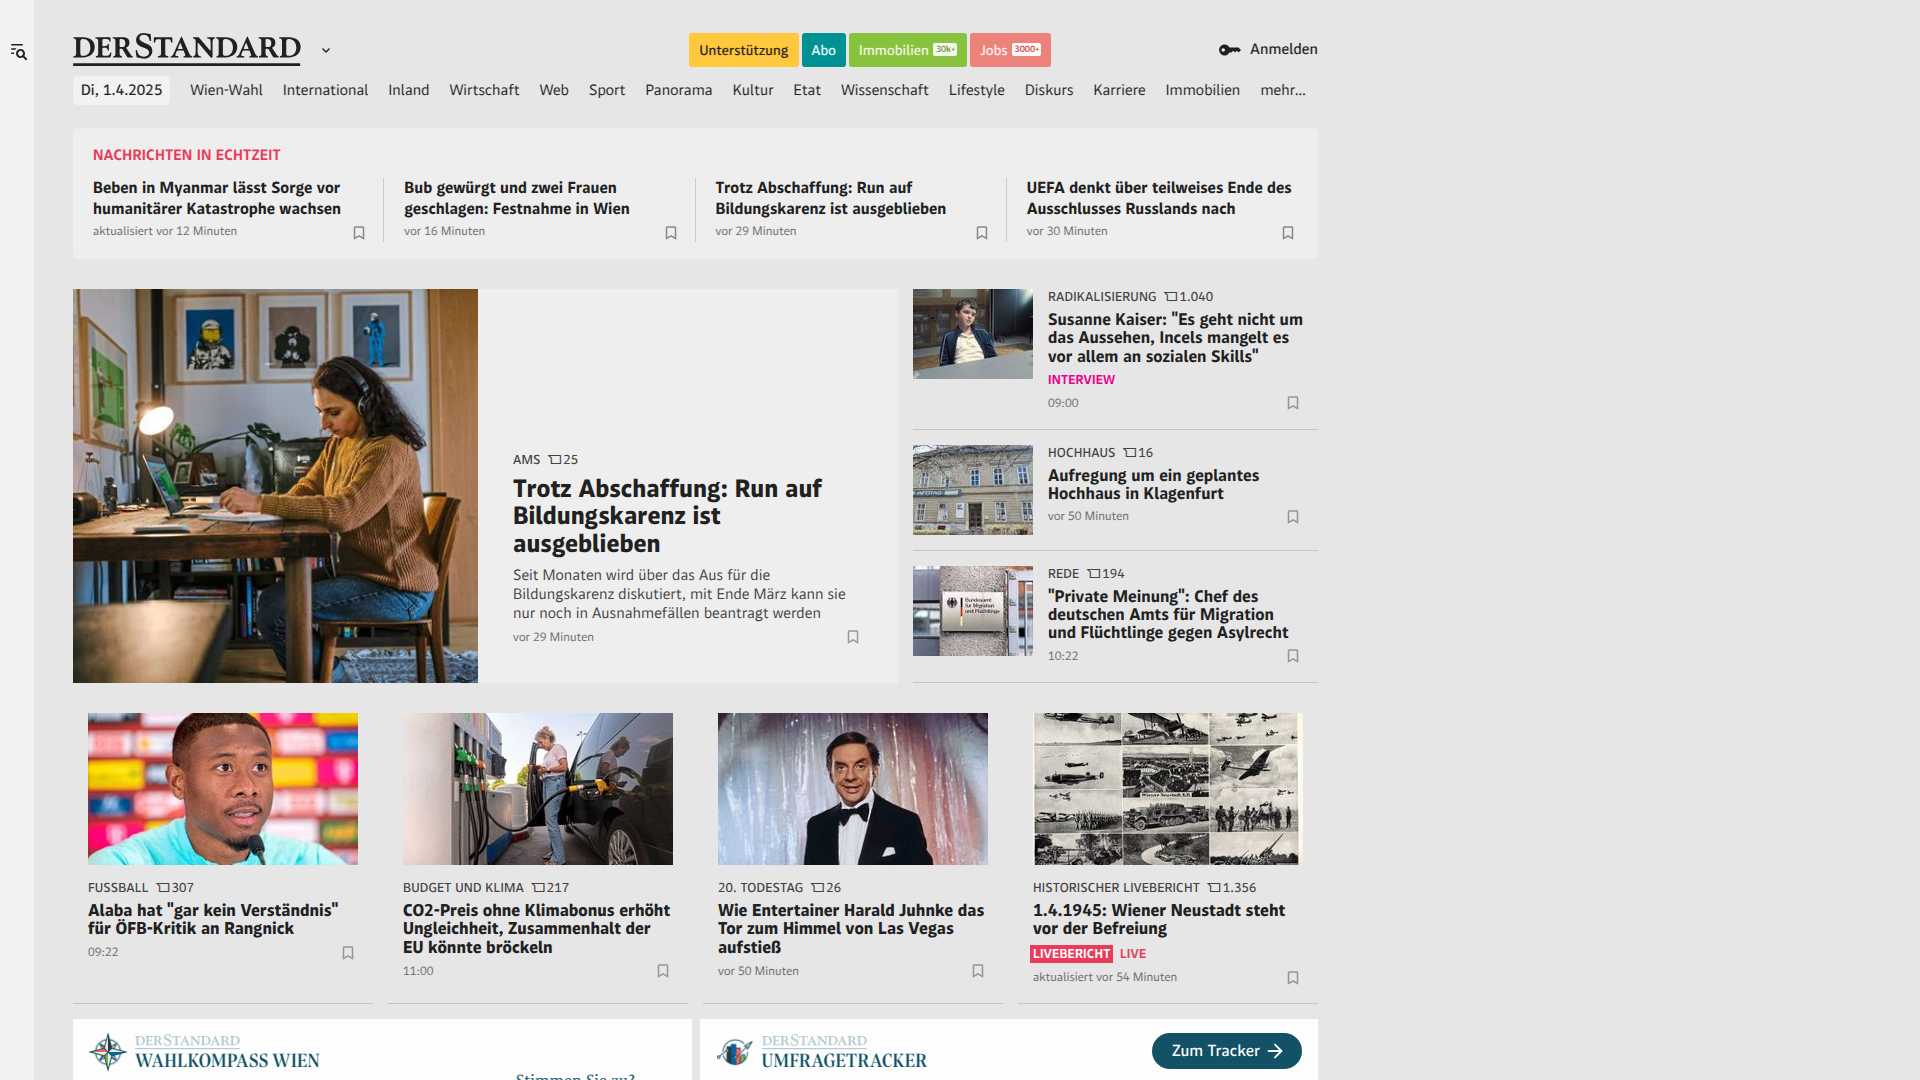 DERSTANDARD
Unterstützung
Abo
Immobilien 30k+
Jobs 3000+
Anmelden
Di, 1.4.2025
Wien-Wahl
International
Inland
Wirtschaft
Web
Sport
Panorama
Kultur
Etat
Wissenschaft
Lifestyle
Diskurs
Karriere
Immobilien
mehr...
NACHRICHTEN IN ECHTZEIT
Beben in Myanmar lässt Sorge vor
humanitärer Katastrophe wachsen
aktualisiert vor 12 Minuten
Bub gewürgt und zwei Frauen
geschlagen: Festnahme in Wien
vor 16 Minuten
Trotz Abschaffung: Run auf
Bildungskarenz ist ausgeblieben
vor 29 Minuten
UEFA denkt über teilweises Ende des
Ausschlusses Russlands nach
vor 30 Minuten
AMS 25
Trotz Abschaffung: Run auf
Bildungskarenz ist
ausgeblieben
Seit Monaten wird über das Aus für die
Bildungskarenz diskutiert, mit Ende März kann sie
nur noch in Ausnahmefällen beantragt werden
vor 29 Minuten
RADIKALISIERUNG 1.040
Susanne Kaiser: "Es geht nicht um
das Aussehen, Incels mangelt es
vor allem an sozialen Skills"
INTERVIEW
09:00
HOCHHAUS 16
Aufregung um ein geplantes
Hochhaus in Klagenfurt
vor 50 Minuten
Bundesamt
für Migration
und Flüchtlinge
REDE 194
"Private Meinung": Chef des
deutschen Amts für Migration
und Flüchtlinge gegen Asylrecht
10:22
FUSSBALL 307
Alaba hat "gar kein Verständnis"
für ÖFB-Kritik an Rangnick
09:22
BUDGET UND KLIMA 217
CO2-Preis ohne Klimabonus erhöht
Ungleichheit, Zusammenhalt der
EU könnte bröckeln
11:00
20. TODESTAG 26
Wie Entertainer Harald Juhnke das
Tor zum Himmel von Las Vegas
aufstieß
vor 50 Minuten
HISTORISCHER LIVEBERICHT 1.356
1.4.1945: Wiener Neustadt steht
vor der Befreiung
LIVEBERICHT LIVE
aktualisiert vor 54 Minuten
DERSTANDARD
WAHLKOMPASS WIEN
Stimmen Sie zu?
DERSTANDARD
UMFRAGETRACKER
Zum Tracker